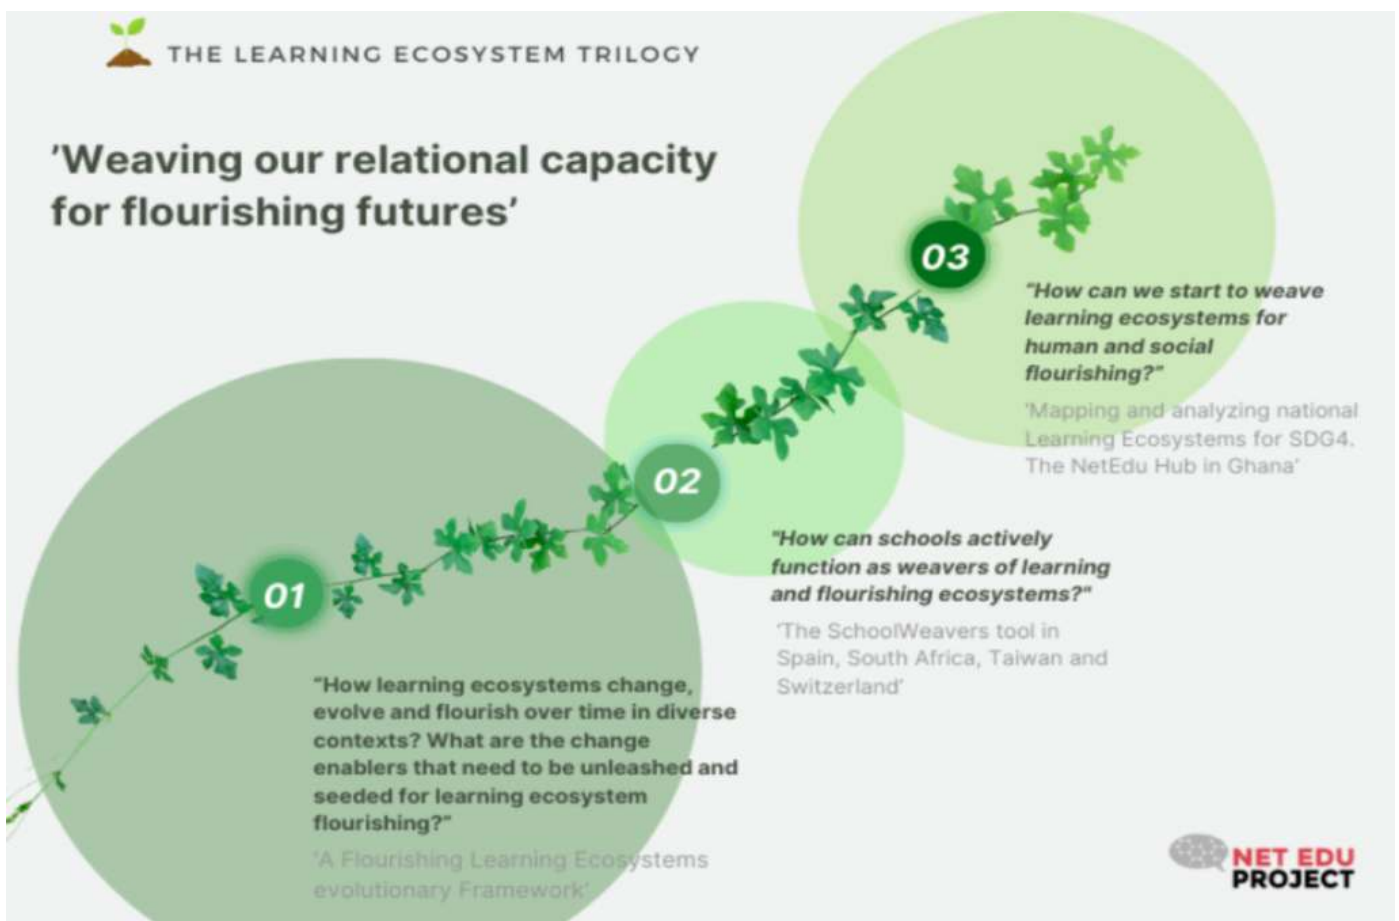 THE LEARNING ECOSYSTEM TRILOGY
'Weaving our relational capacity
for flourishing futures'
03
"How can we start to weave
learning ecosystems for
human and social
flourishing?"
'Mapping and analyzing national
Learning Ecosystems for SDG4.
The NetEdu Hub in Ghana'
02
"How can schools actively
function as weavers of learning
and flourishing ecosystems?"
'The SchoolWeavers tool in
Spain, South Africa, Taiwan and
Switzerland'
01
"How learning ecosystems change,
evolve and flourish over time in diverse
contexts? What are the change
enablers that need to be unleashed and
seeded for learning ecosystem
flourishing?"
'A Flourishing Learning Ecosystems
evolutionary Framework'
NET EDU
PROJECT